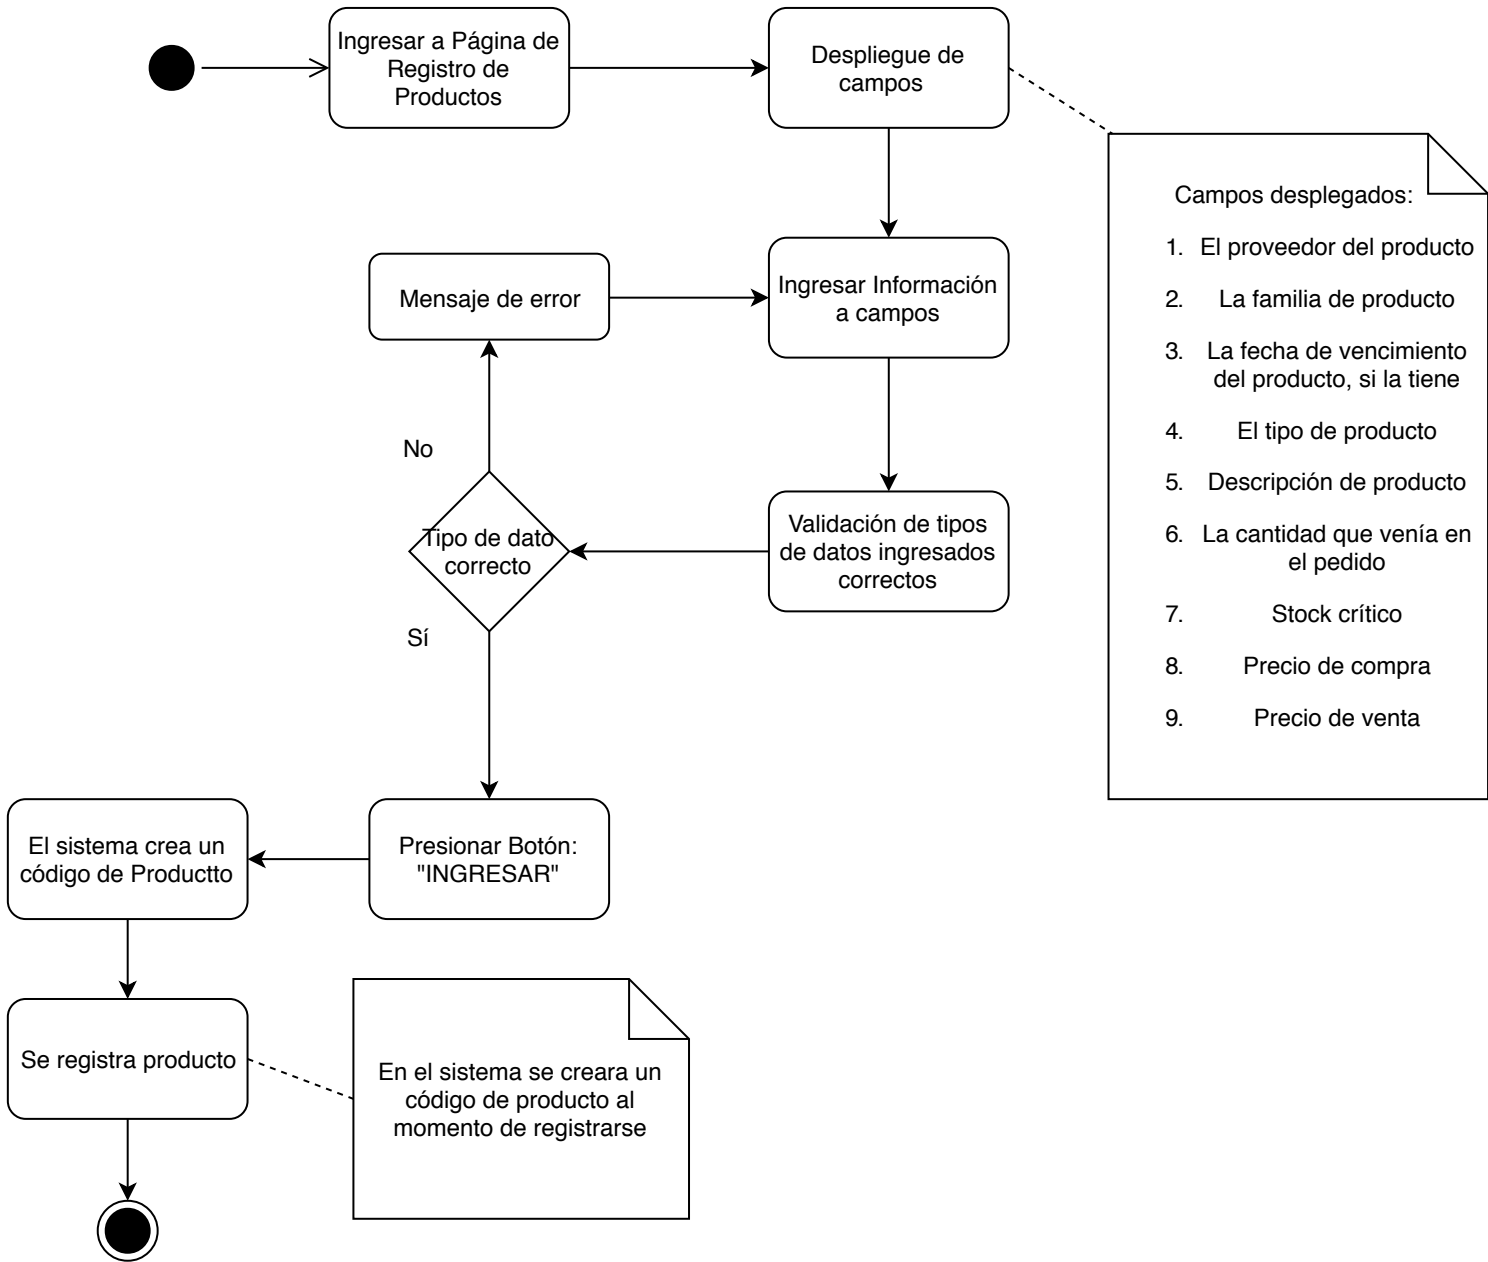 Ingresar a Página de
Registro de
Productos
Despliegue de
campos
Campos desplegados:
1. El proveedor del producto
2. La familia de producto
3. La fecha de vencimiento
del producto, si la tiene
4. El tipo de producto
5. Descripción de producto
6. La cantidad que venía en
el pedido
7. Stock crítico
8. Precio de compra
9. Precio de venta
Mensaje de error
Ingresar Información
a campos
No
Tipo de dato
correcto
Validación de tipos
de datos ingresados
correctos
Sí
El sistema crea un
código de Productto
Presionar Botón:
"INGRESAR"
Se registra producto
En el sistema se creara un
código de producto al
momento de registrarse